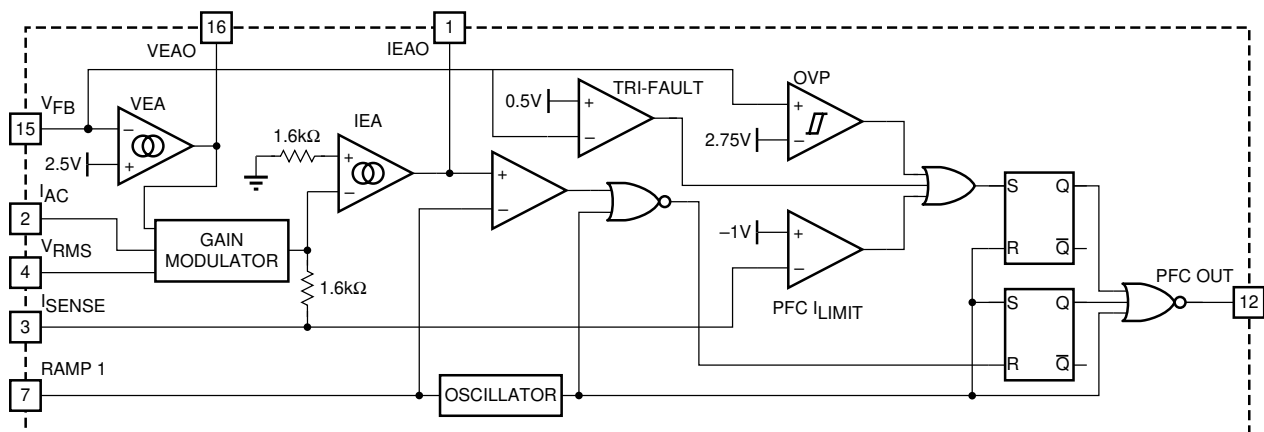 16
1
VEAO
IEAO
VFB
VEA
15
2.5V
IEA
1.6kΩ
0.5V
TRI-FAULT
OVP
2.75V
IAC
2
VRMS
4
GAIN
MODULATOR
1.6kΩ
ISENSE
3
RAMP 1
7
OSCILLATOR
–1V
PFC ILIMIT
S
Q
R
Q
S
Q
R
Q
PFC OUT
12
+
–
+
–
+
–
+
–
+
–
+
–